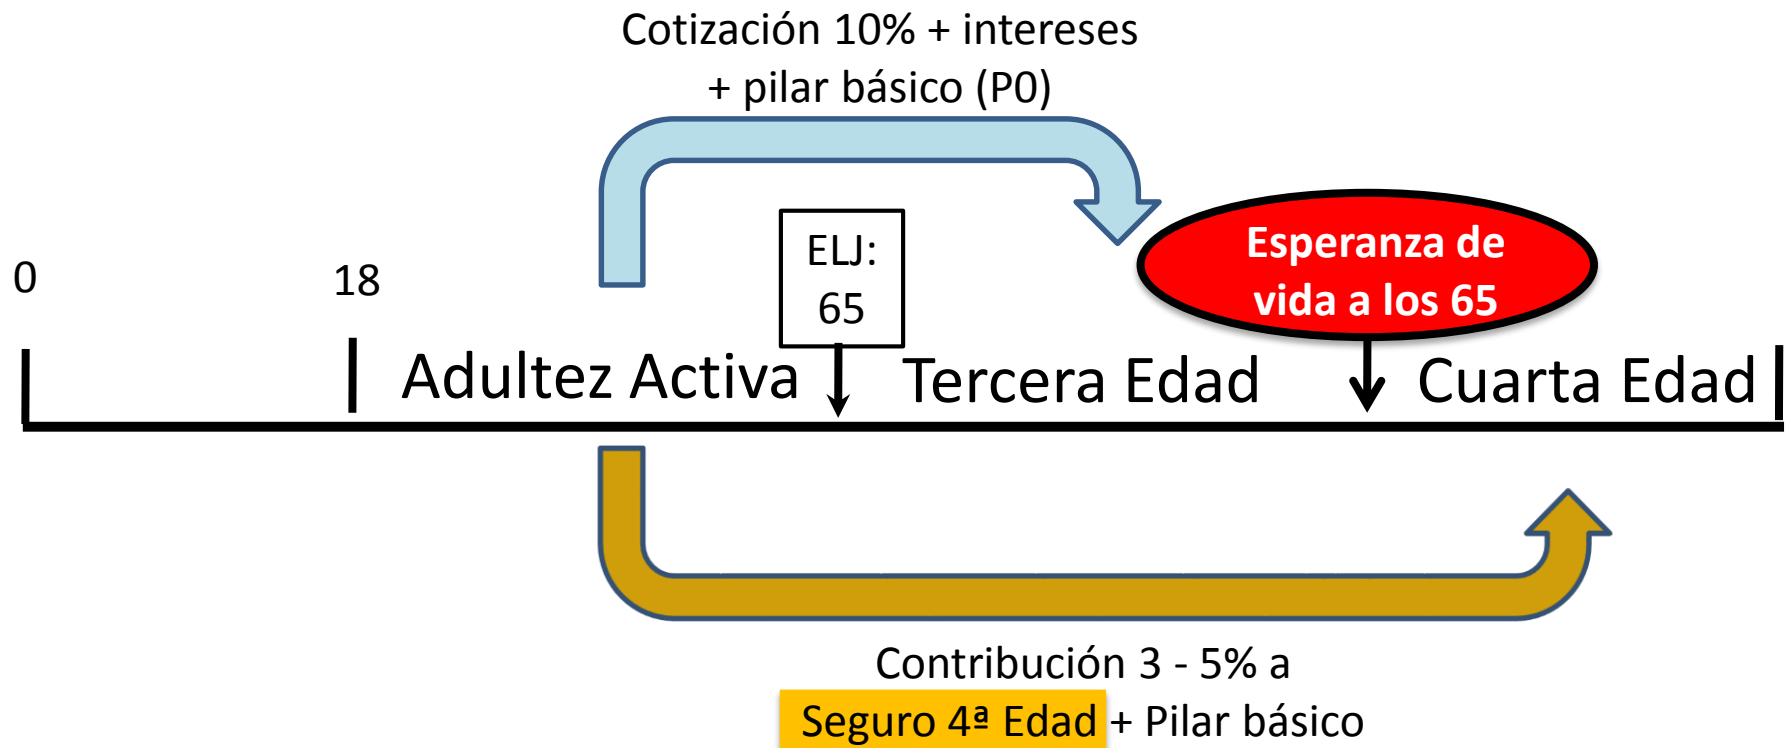 Cotización 10% + intereses
+ pilar básico (P0)
0
18
ELJ:
65
Esperanza de
vida a los 65
Adultez Activa
Tercera Edad
Cuarta Edad
Contribución 3 - 5% a
Seguro 4ª Edad + Pilar básico